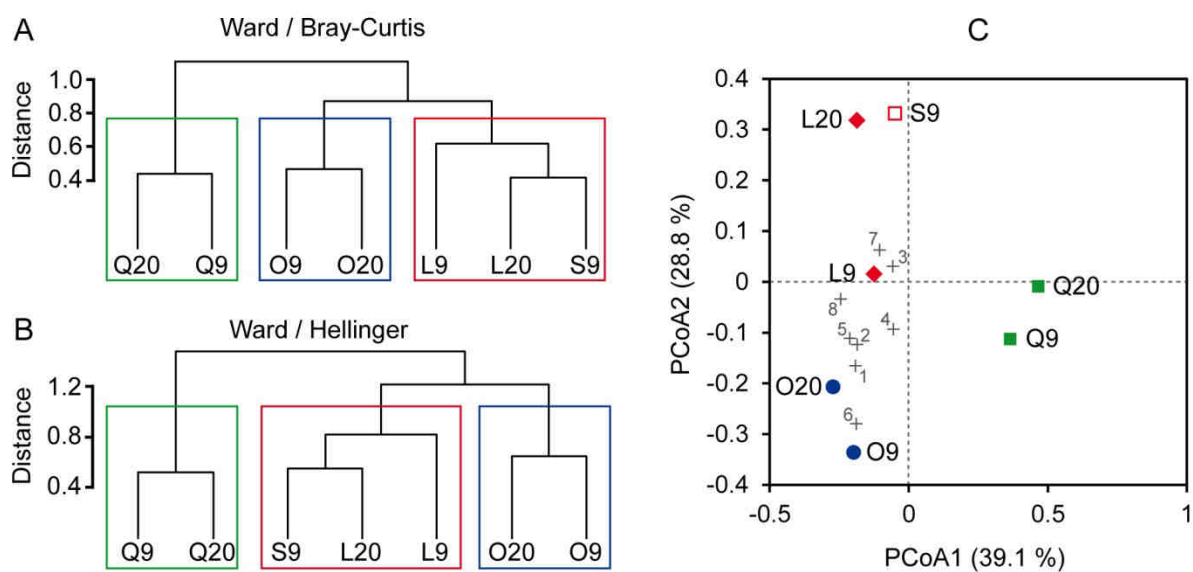 A
Ward / Bray-Curtis
Distance
1.0
0.8
0.6
0.4
Q20 Q9 O9 O20 L9 L20 S9
B
Ward / Hellinger
Distance
1.2
0.8
0.4
Q9 Q20 S9 L20 L9 O20 O9
C
PCoA2 (28.8 %)
0.4
0.3
0.2
0.1
0
-0.1
-0.2
-0.3
-0.4
L20 S9
7
3
L9
Q20
8
4
5 2
Q9
1
O20
6
O9
-0.5 0 0.5 1
PCoA1 (39.1 %)